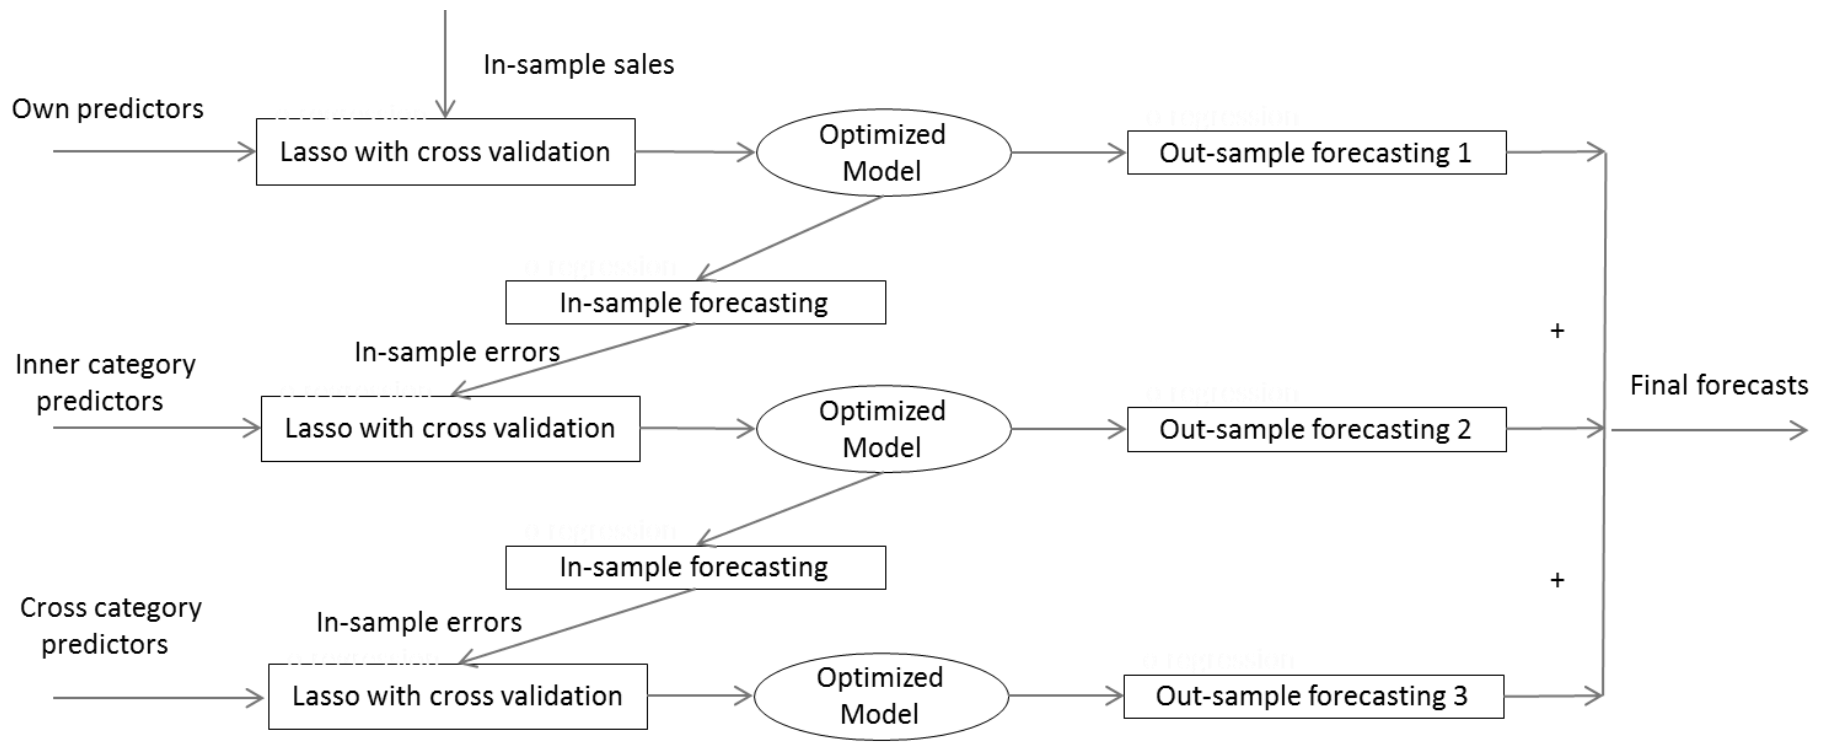 In-sample sales
Own predictors
Lasso with cross validation
Optimized
Model
Out-sample forecasting 1
In-sample forecasting
In-sample errors
+
Inner category
predictors
Lasso with cross validation
Optimized
Model
Out-sample forecasting 2
Final forecasts
In-sample forecasting
+
Cross category
predictors
In-sample errors
Lasso with cross validation
Optimized
Model
Out-sample forecasting 3